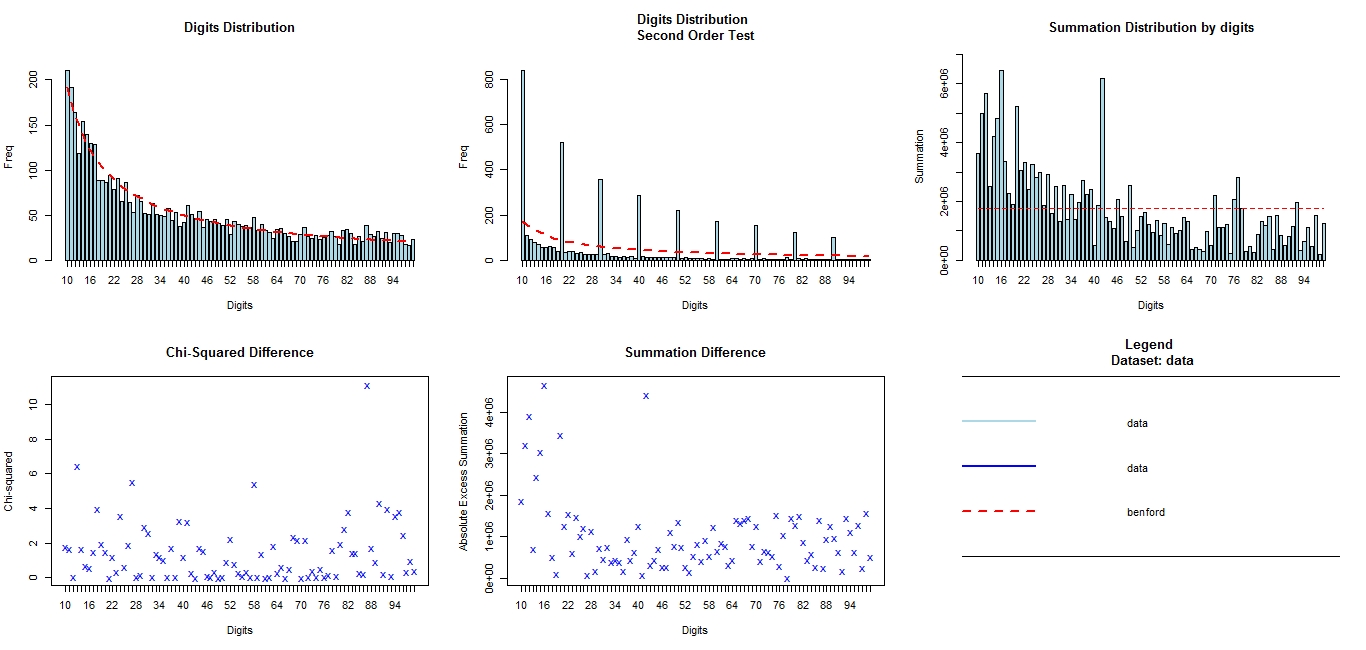 Digits Distribution
Freq
0 50 100 150 200
10 16 22 28 34 40 46 52 58 64 70 76 82 88 94
Digits
Digits Distribution
Second Order Test
Freq
0 200 400 600 800
10 16 22 28 34 40 46 52 58 64 70 76 82 88 94
Digits
Summation Distribution by digits
Summation
0e+00 2e+06 4e+06 6e+06
10 16 22 28 34 40 46 52 58 64 70 76 82 88 94
Digits
Chi-Squared Difference
Chi-squared
0 2 4 6 8 10
10 16 22 28 34 40 46 52 58 64 70 76 82 88 94
Digits
Summation Difference
Absolute Excess Summation
0e+00 1e+06 2e+06 3e+06 4e+06
10 16 22 28 34 40 46 52 58 64 70 76 82 88 94
Digits
Legend
Dataset: data
data
data
benford